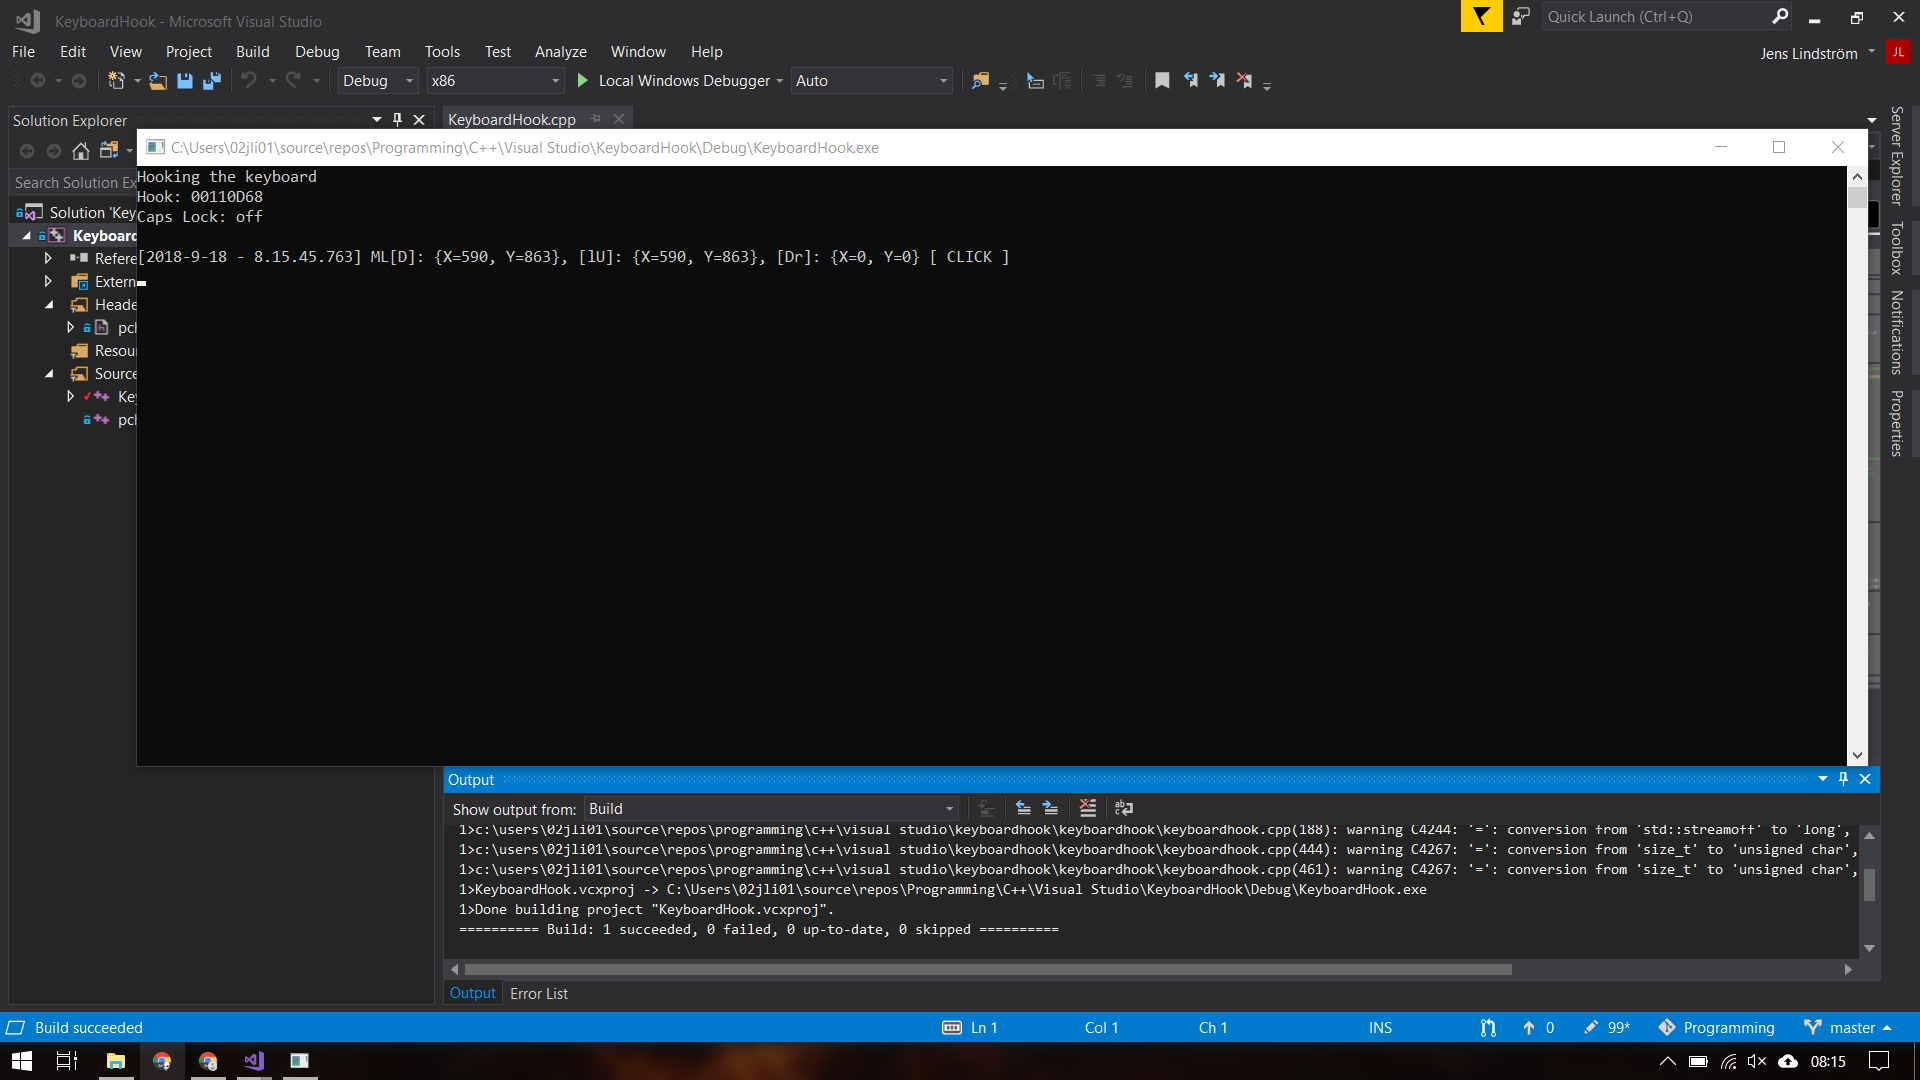 KeyboardHook - Microsoft Visual Studio
Quick Launch (Ctrl+Q)
File Edit View Project Build Debug Team Tools Test Analyze Window Help
Jens Lindström JL
Debug x86 Local Windows Debugger Auto
Solution Explorer
KeyboardHook.cpp
C:\Users\02jli01\source\repos\Programming\C++\Visual Studio\KeyboardHook\Debug\KeyboardHook.exe
Search Solution Ex
Solution 'Key
Keyboard
Refere
Extern
Heade
pcl
Resou
Source
Key
pcl
Hooking the keyboard
Hook: 00110D68
Caps Lock: off
[2018-9-18 - 8.15.45.763] ML[D]: {X=590, Y=863}, [lU]: {X=590, Y=863}, [Dr]: {X=0, Y=0} [ CLICK ]
Server Explorer
Toolbox
Notifications
Properties
Output
Show output from: Build
1>c:\users\02jli01\source\repos\programming\c++\visual studio\keyboardhook\keyboardhook\keyboardhook.cpp(188): warning C4244: '=': conversion from 'std::streamoff' to 'long',
1>c:\users\02jli01\source\repos\programming\c++\visual studio\keyboardhook\keyboardhook\keyboardhook.cpp(444): warning C4267: '=': conversion from 'size_t' to 'unsigned char',
1>c:\users\02jli01\source\repos\programming\c++\visual studio\keyboardhook\keyboardhook\keyboardhook.cpp(461): warning C4267: '=': conversion from 'size_t' to 'unsigned char',
1>KeyboardHook.vcxproj -> C:\Users\02jli01\source\repos\Programming\C++\Visual Studio\KeyboardHook\Debug\KeyboardHook.exe
1>Done building project "KeyboardHook.vcxproj".
========== Build: 1 succeeded, 0 failed, 0 up-to-date, 0 skipped ==========
Output Error List
Build succeeded Ln 1 Col 1 Ch 1 INS 0 99* Programming master
08:15